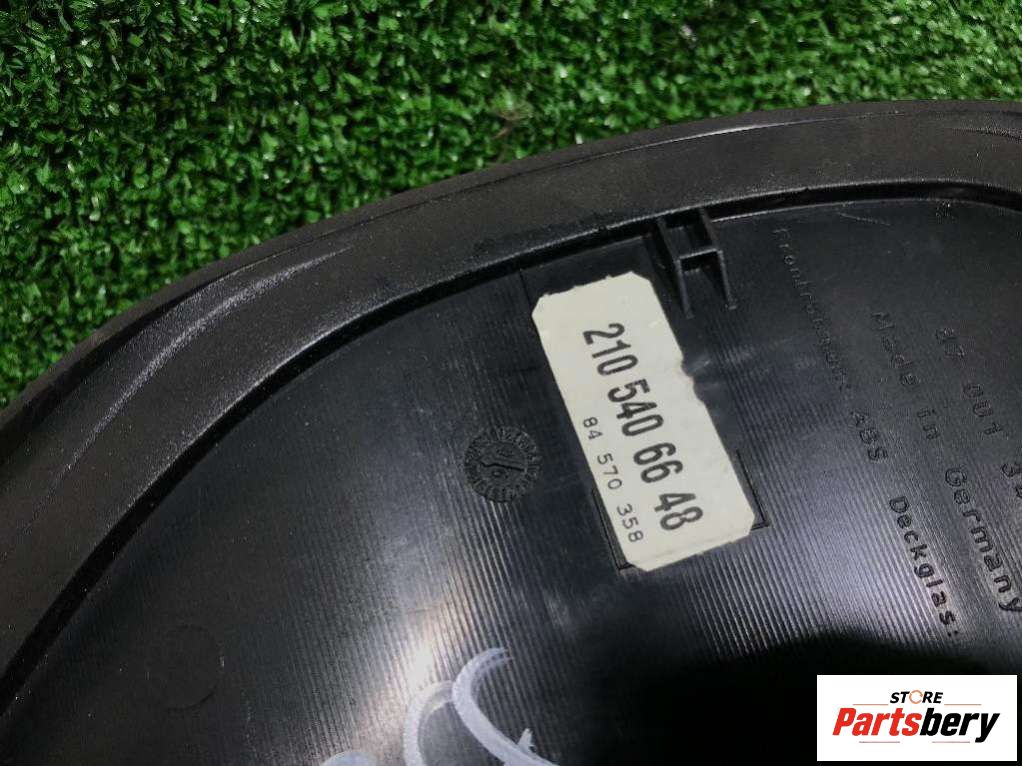 210 540 66 48
84 570 358
Made in Germany
ABS Deckglas:
STORE
Partsbery